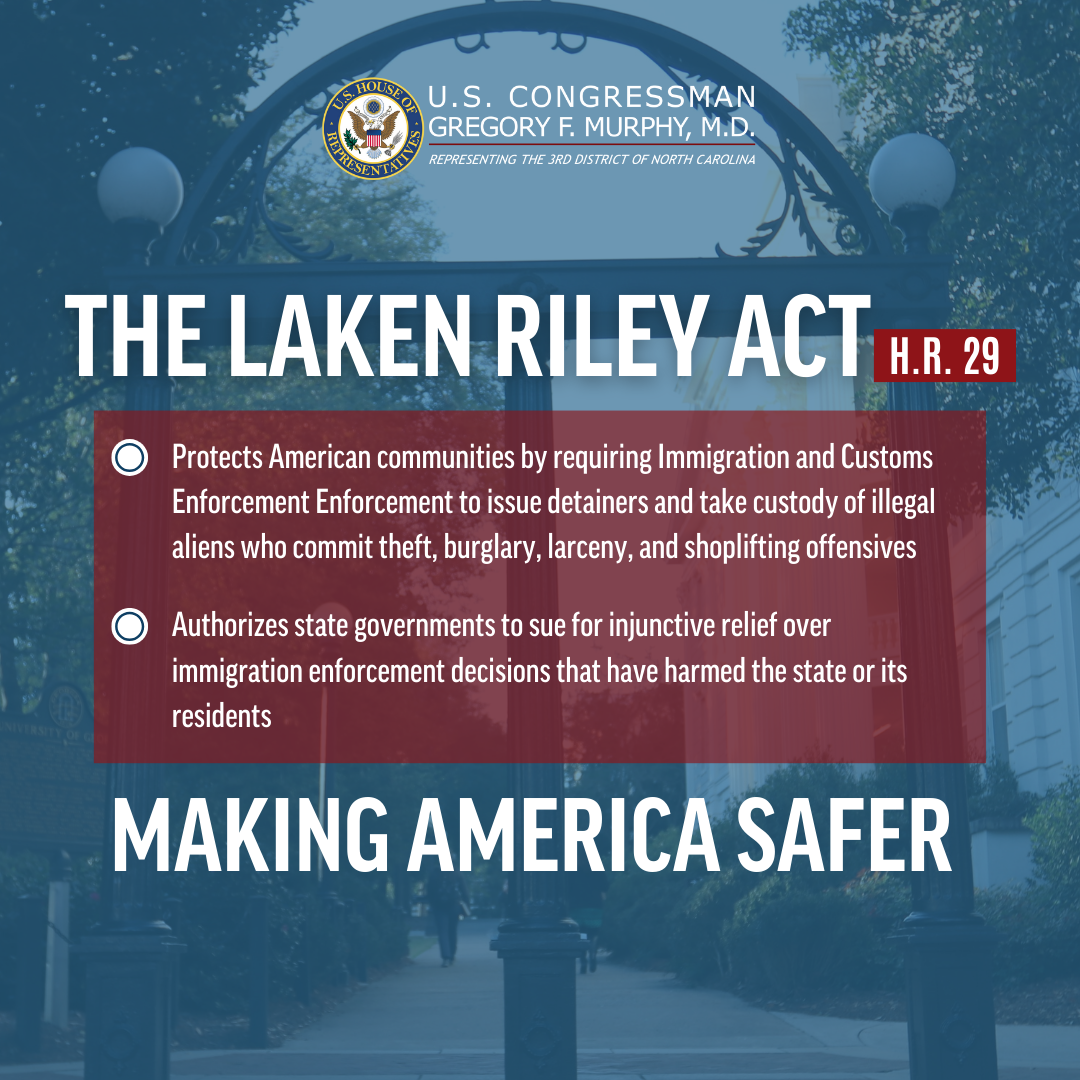 U.S. HOUSE OF REPRESENTATIVES
U.S. CONGRESSMAN
GREGORY F. MURPHY, M.D.
REPRESENTING THE 3RD DISTRICT OF NORTH CAROLINA
THE LAKEN RILEY ACT
H.R. 29
Protects American communities by requiring Immigration and Customs
Enforcement Enforcement to issue detainers and take custody of illegal
aliens who commit theft, burglary, larceny, and shoplifting offensives
Authorizes state governments to sue for injunctive relief over
immigration enforcement decisions that have harmed the state or its
residents
MAKING AMERICA SAFER